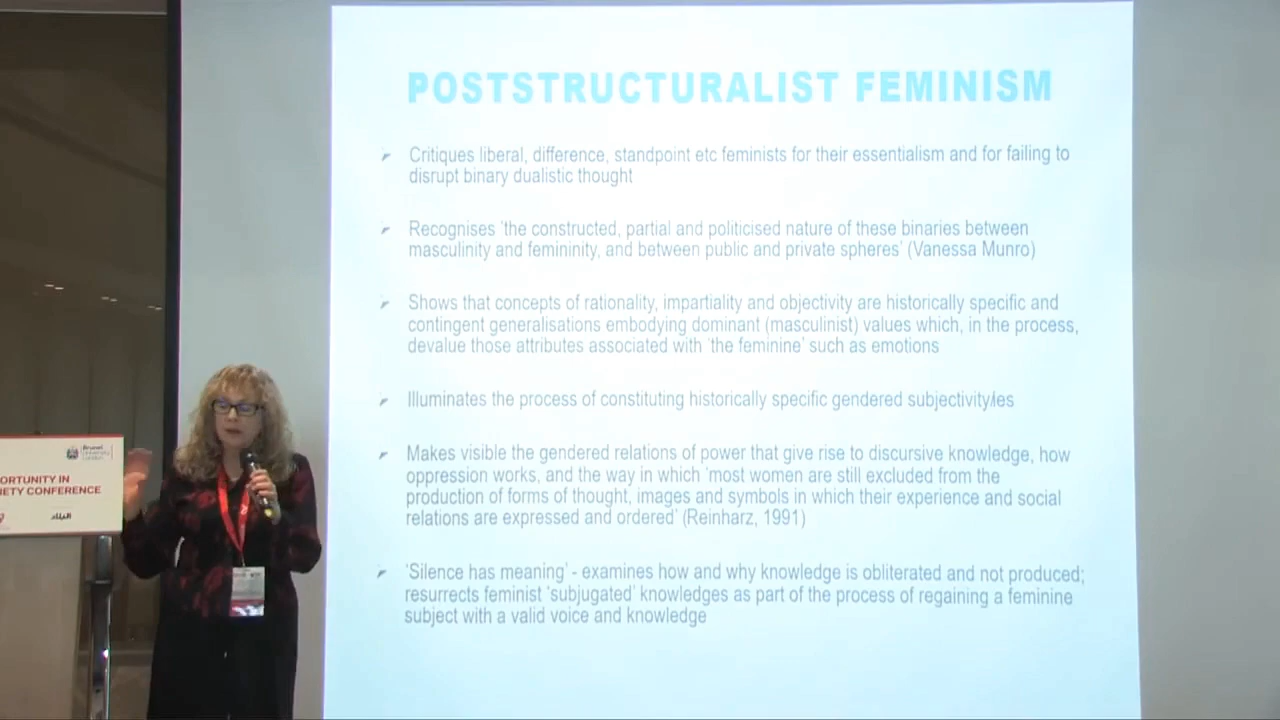 POSTSTRUCTURALIST FEMINISM
Critiques liberal, difference, standpoint etc feminists for their essentialism and for failing to
disrupt binary dualistic thought
Recognises 'the constructed, partial and politicised nature of these binaries between
masculinity and femininity, and between public and private spheres' (Vanessa Munro)
Shows that concepts of rationality, impartiality and objectivity are historically specific and
contingent generalisations embodying dominant (masculinist) values which, in the process,
devalue those attributes associated with 'the feminine' such as emotions
Illuminates the process of constituting historically specific gendered subjectivity/ies
Makes visible the gendered relations of power that give rise to discursive knowledge, how
oppression works, and the way in which 'most women are still excluded from the
production of forms of thought, images and symbols in which their experience and social
relations are expressed and ordered' (Reinharz, 1991)
'Silence has meaning' - examines how and why knowledge is obliterated and not produced;
resurrects feminist 'subjugated' knowledges as part of the process of regaining a feminine
subject with a valid voice and knowledge
Brunel
University
London
ORTUNITY IN
IETY CONFERENCE